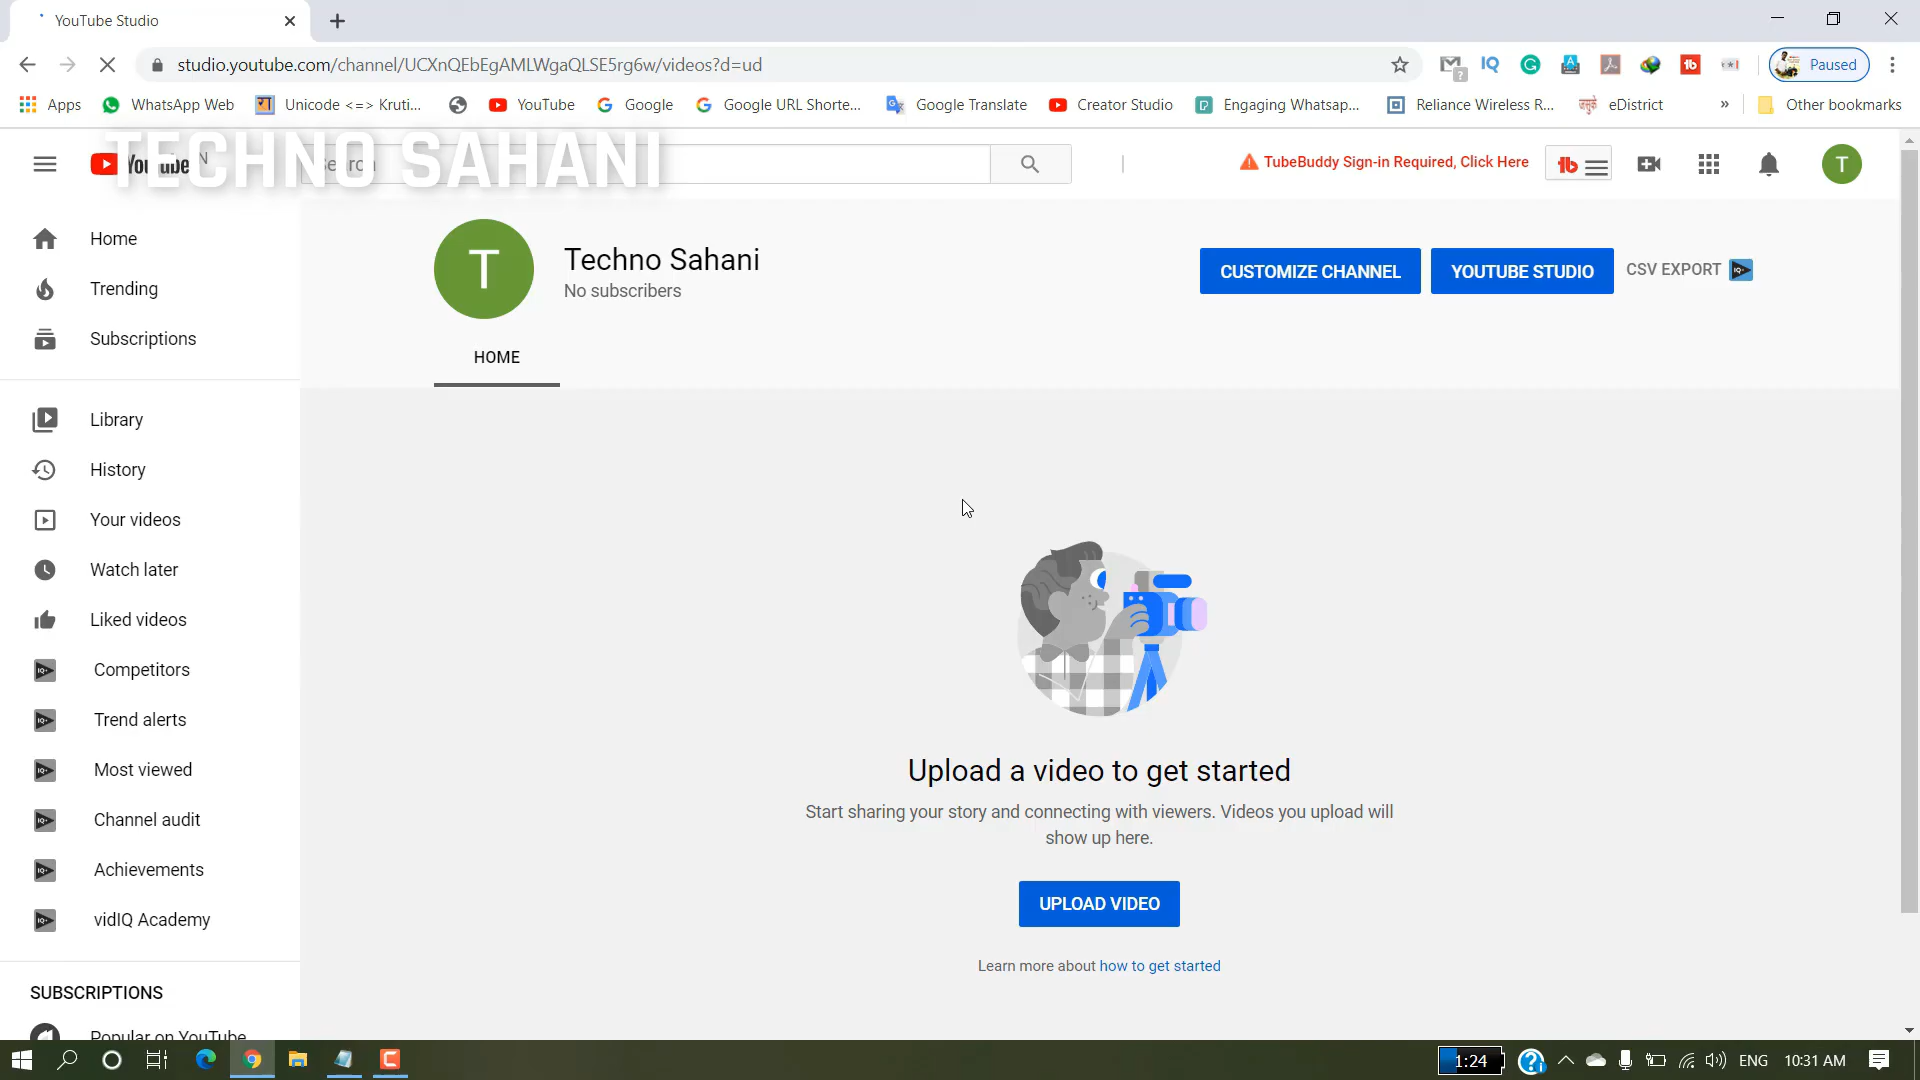 YouTube Studio
studio.youtube.com/channel/UCXnQEbEgAMLWgaQLSE5rg6w/videos?d=ud
Paused
Apps WhatsApp Web Unicode <=> Kruti... YouTube Google Google URL Shorte... Google Translate Creator Studio Engaging Whatsap... Reliance Wireless R... eDistrict » Other bookmarks
TECHNO SAHANI
YouTube
Search
TubeBuddy Sign-in Required, Click Here
T
Home
Trending
Subscriptions
Library
History
Your videos
Watch later
Liked videos
Competitors
Trend alerts
Most viewed
Channel audit
Achievements
vidIQ Academy
SUBSCRIPTIONS
Popular on YouTube
T
Techno Sahani
No subscribers
CUSTOMIZE CHANNEL
YOUTUBE STUDIO
CSV EXPORT
HOME
Upload a video to get started
Start sharing your story and connecting with viewers. Videos you upload will
show up here.
UPLOAD VIDEO
Learn more about how to get started
1:24
ENG
10:31 AM